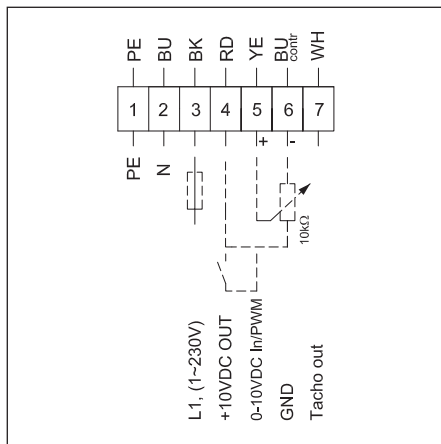 PE
BU
BK
RD
YE
BU
contr
WH
1
2
3
4
5
6
7
+
-
PE
N
10kΩ
L1, (1~230V)
+10VDC OUT
0-10VDC In/PWM
GND
Tacho out